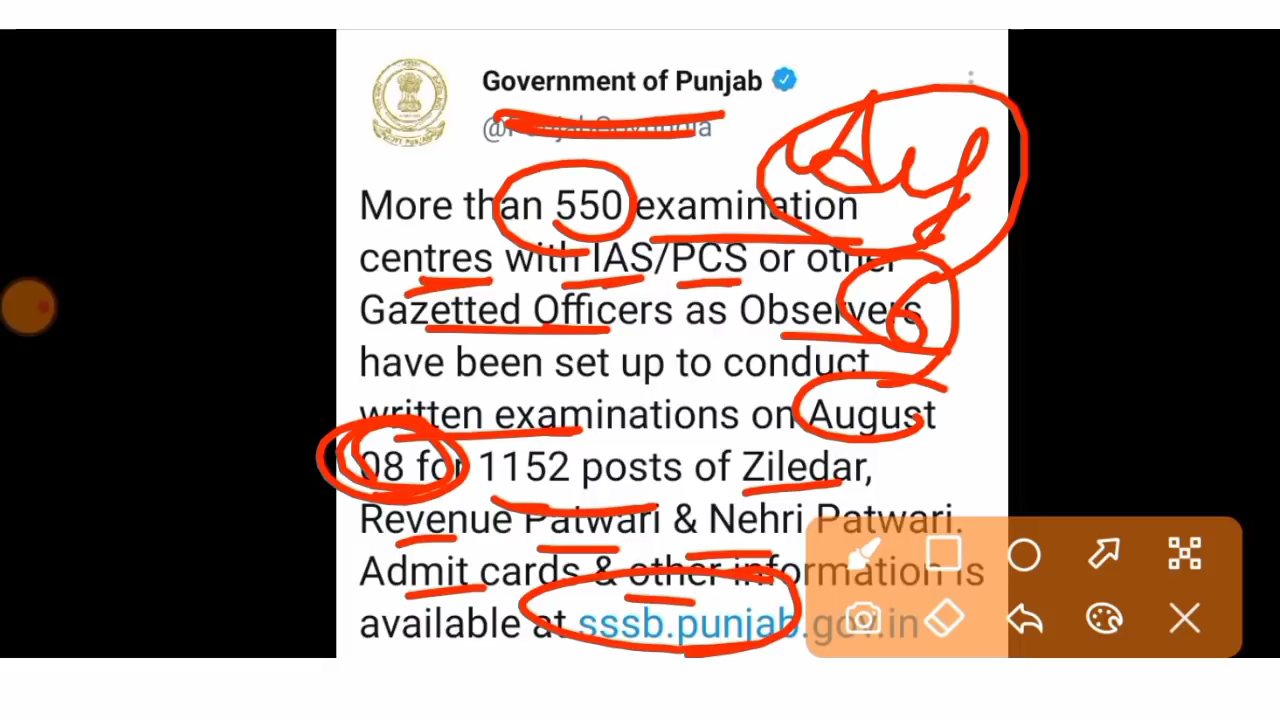 Government of Punjab
@PunjabGovtIndia
More than 550 examination
centres with IAS/PCS or other
Gazetted Officers as Observers
have been set up to conduct
written examinations on August
08 for 1152 posts of Ziledar,
Revenue Patwari & Nehri Patwari.
Admit cards & other information is
available at sssb.punjab.gov.in